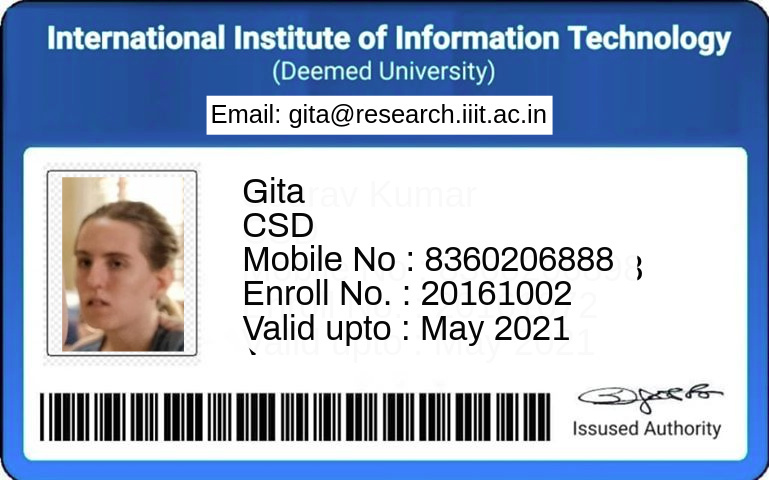 International Institute of Information Technology
(Deemed University)
Email: gita@research.iiit.ac.in
Gita
CSD
Mobile No : 8360206888
Enroll No. : 20161002
Valid upto : May 2021
Issused Authority